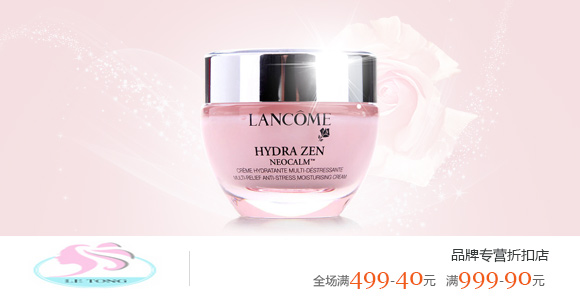 LANCÔME
HYDRA ZEN
NEOCALM™
CRÈME HYDRATANTE MULTI-DÉSTRESSANTE
MULTI-RELIEF ANTI-STRESS MOISTURISING CREAM
LE TONG
品牌专营折扣店
全场满499-40元 满999-90元